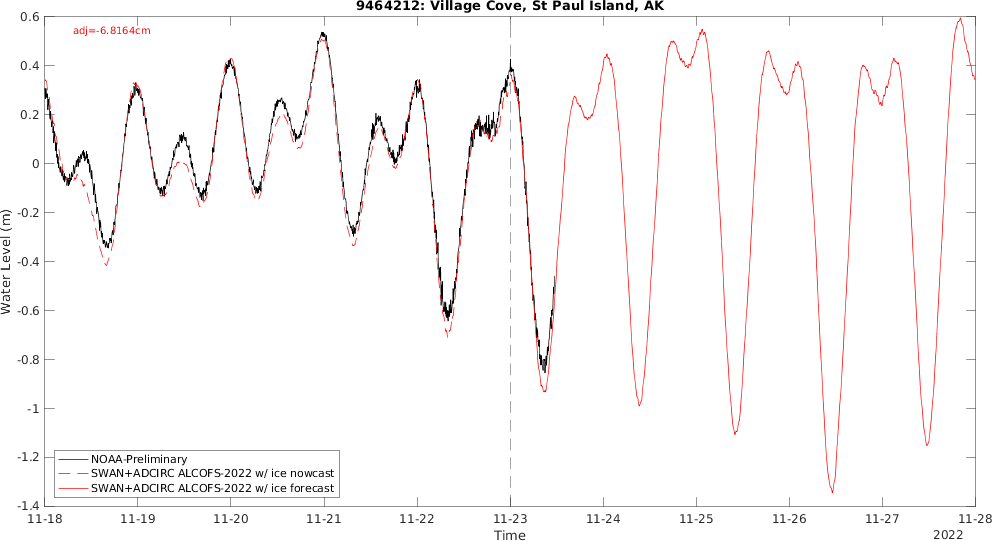 9464212: Village Cove, St Paul Island, AK
adj=-6.8164cm
0.6
0.4
0.2
0
-0.2
-0.4
-0.6
-0.8
-1
-1.2
-1.4
Water Level (m)
NOAA-Preliminary
SWAN+ADCIRC ALCOFS-2022 w/ ice nowcast
SWAN+ADCIRC ALCOFS-2022 w/ ice forecast
11-18 11-19 11-20 11-21 11-22 11-23 11-24 11-25 11-26 11-27 11-28
Time
2022